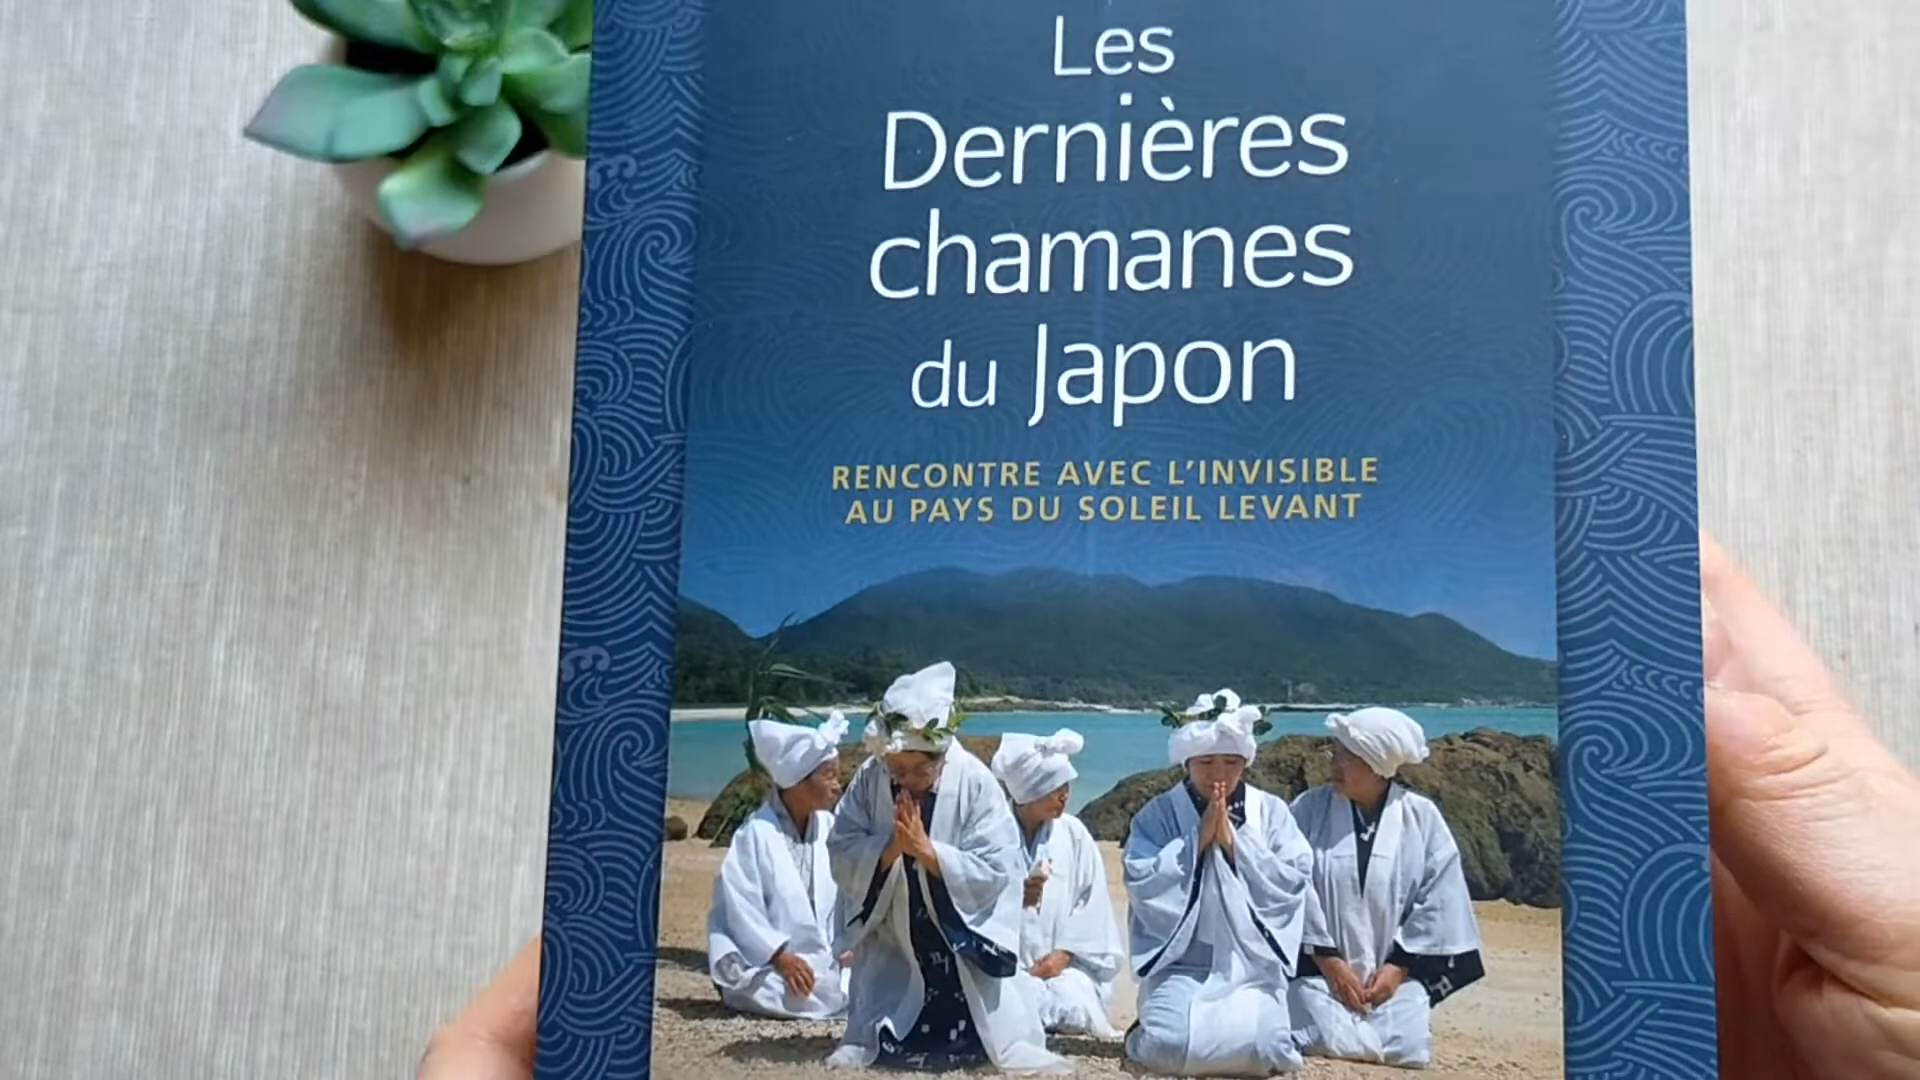 Les
Dernières
chamanes
du Japon
RENCONTRE AVEC L'INVISIBLE
AU PAYS DU SOLEIL LEVANT